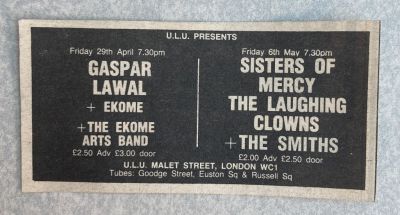 U.L.U. PRESENTS
Friday 29th April 7.30pm
GASPAR
LAWAL
+ EKOME
+THE EKOME
ARTS BAND
£2.50 Adv £3.00 door
Friday 6th May 7.30pm
SISTERS OF
MERCY
THE LAUGHING
CLOWNS
+THE SMITHS
£2.00 Adv £2.50 door
U.L.U. MALET STREET, LONDON WC1
Tubes: Goodge Street, Euston Sq & Russell Sq